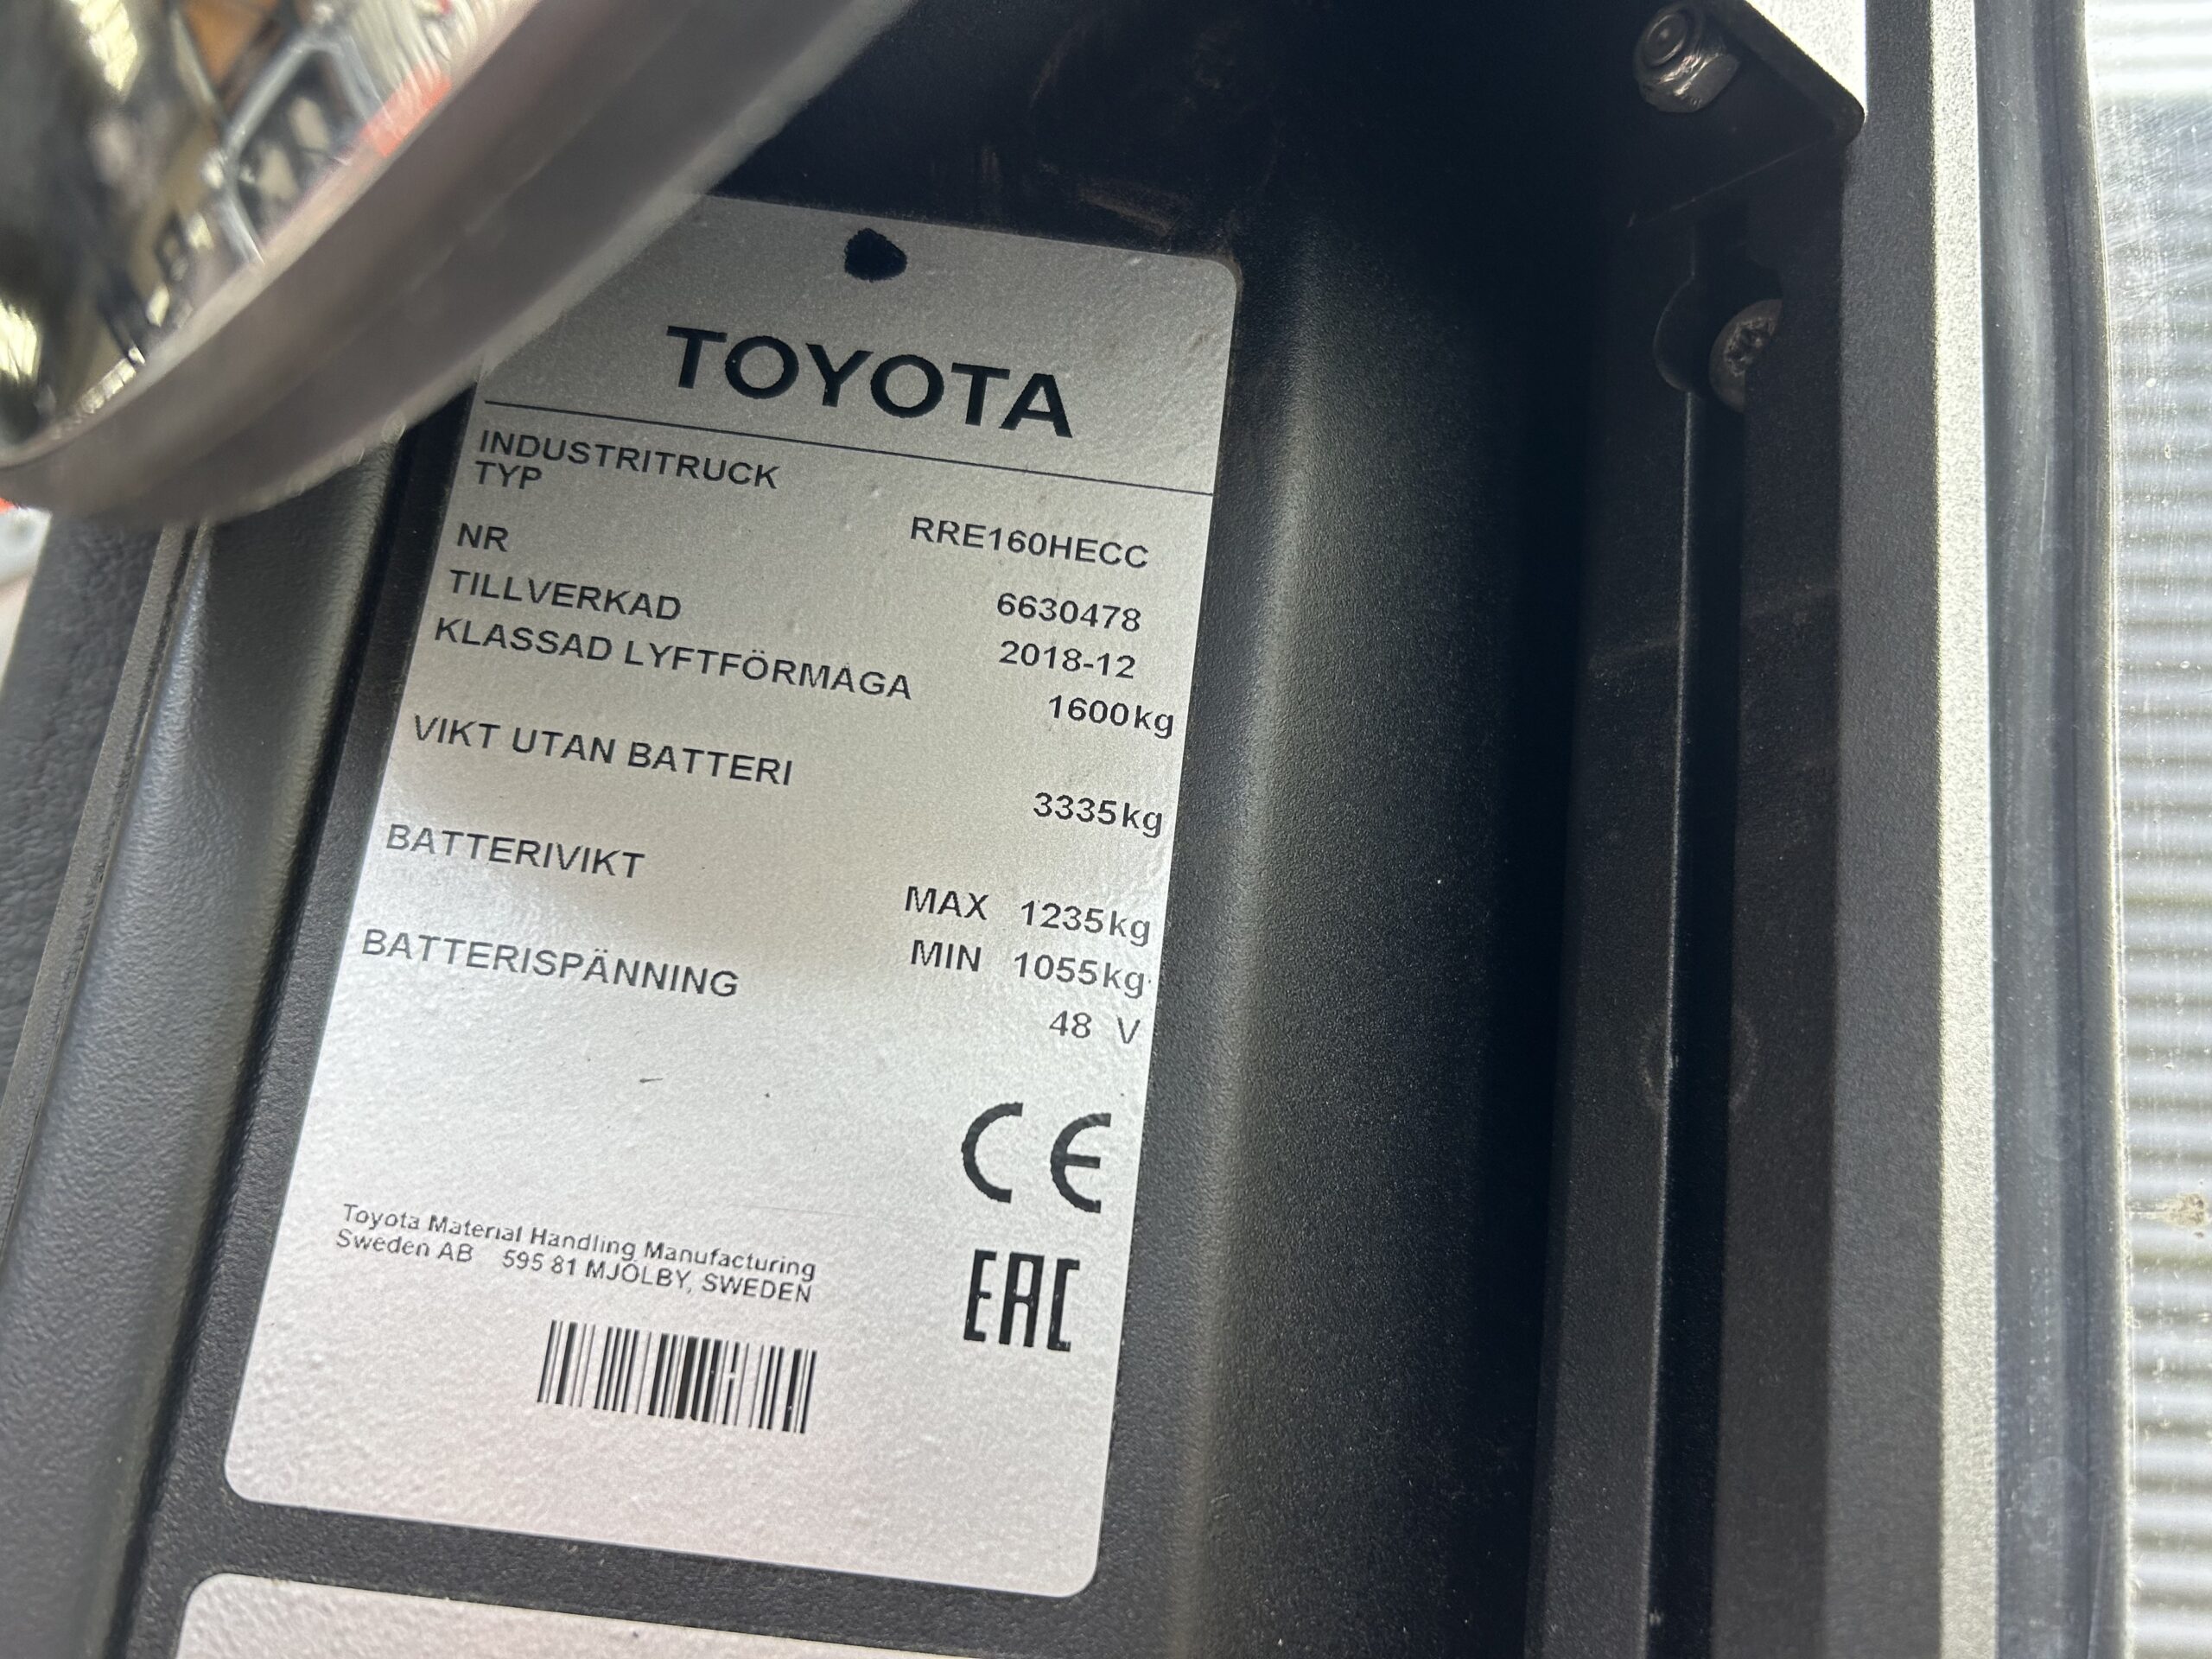 TOYOTA
INDUSTRITRUCK
TYP RRE160HECC
NR 6630478
TILLVERKAD 2018-12
KLASSAD LYFTFÖRMÅGA 1600kg
VIKT UTAN BATTERI 3335kg
BATTERIVIKT MAX 1235kg
MIN 1055kg
BATTERISPÄNNING 48 V
CE
EAC
Toyota Material Handling Manufacturing
Sweden AB 595 81 MJÖLBY, SWEDEN